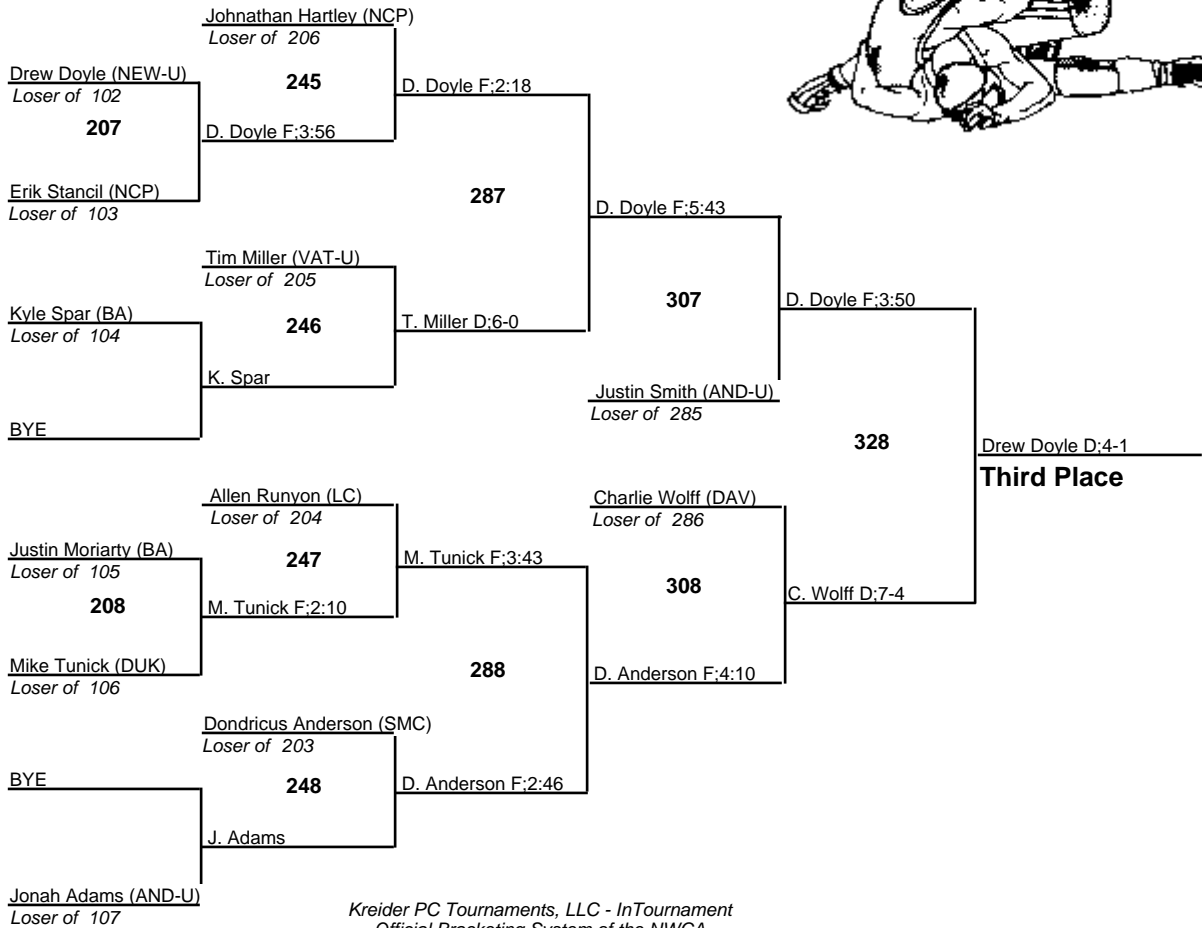 Johnathan Hartley (NCP)
Loser of 206
Drew Doyle (NEW-U)
Loser of 102
245
D. Doyle F;2:18
207
D. Doyle F;3:56
Erik Stancil (NCP)
Loser of 103
287
D. Doyle F;5:43
Tim Miller (VAT-U)
Loser of 205
Kyle Spar (BA)
Loser of 104
246
T. Miller D;6-0
307
D. Doyle F;3:50
K. Spar
Justin Smith (AND-U)
Loser of 285
BYE
328
Drew Doyle D;4-1
Third Place
Allen Runyon (LC)
Loser of 204
Charlie Wolff (DAV)
Loser of 286
Justin Moriarty (BA)
Loser of 105
247
M. Tunick F;3:43
208
M. Tunick F;2:10
308
C. Wolff D;7-4
Mike Tunick (DUK)
Loser of 106
288
D. Anderson F;4:10
Dondricus Anderson (SMC)
Loser of 203
BYE
248
D. Anderson F;2:46
J. Adams
Jonah Adams (AND-U)
Loser of 107
Kreider PC Tournaments, LLC - InTournament
Official Bracketing System of the NWCA